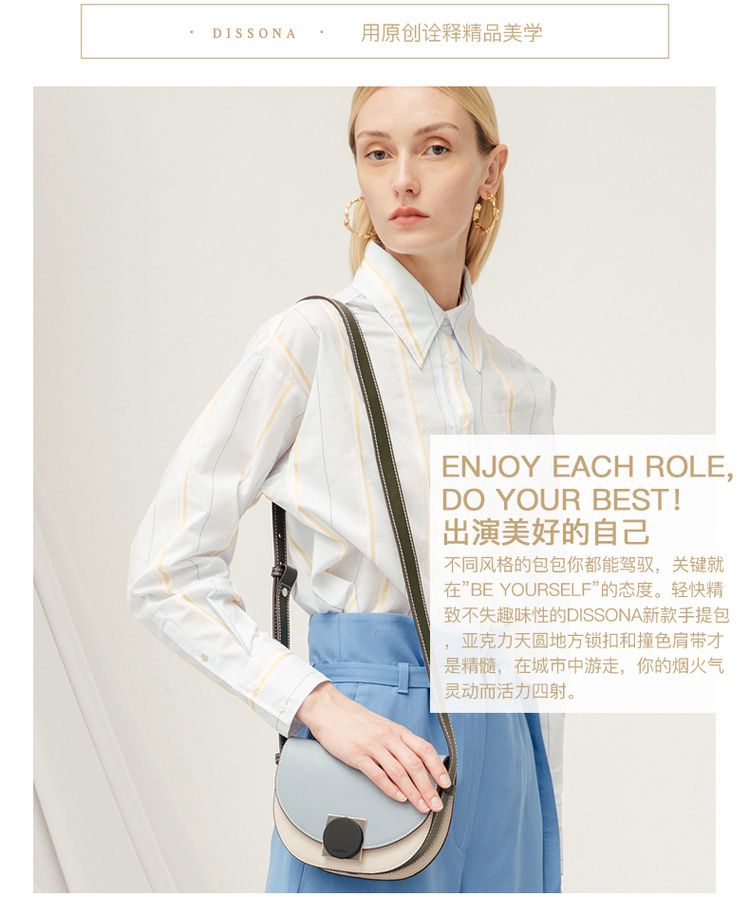 · DISSONA · 用原创诠释精品美学
ENJOY EACH ROLE,
DO YOUR BEST!
出演美好的自己
不同风格的包包你都能驾驭，关键就
在”BE YOURSELF”的态度。轻快精
致不失趣味性的DISSONA新款手提包
，亚克力天圆地方锁扣和撞色肩带才
是精髓，在城市中游走，你的烟火气
灵动而活力四射。